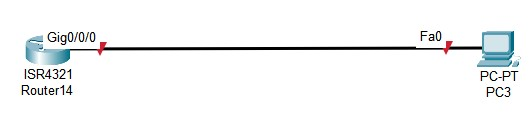 Gig0/0/0
ISR4321
Router14
Fa0
PC-PT
PC3